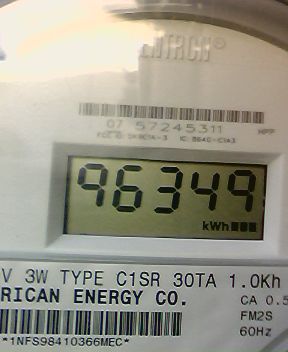 07 57245311
96349
kWh
V 3W TYPE C1SR 30TA 1.0Kh
RICAN ENERGY CO.
CA 0.5
FM2S
60Hz
*1NFS98410366MEC*